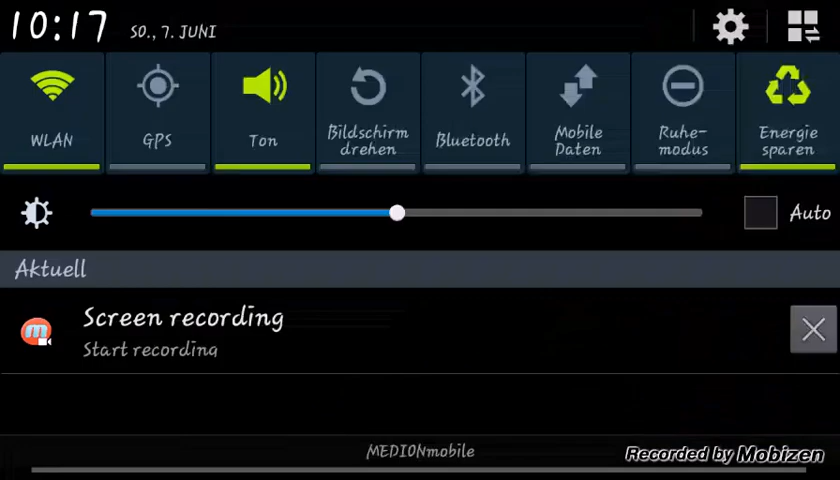 10:17 SO., 7. JUNI
WLAN
GPS
Ton
Bildschirm
drehen
Bluetooth
Mobile
Daten
Ruhe-
modus
Energie
sparen
Auto
Aktuell
Screen recording
Start recording
MEDIONmobile
Recorded by Mobizen